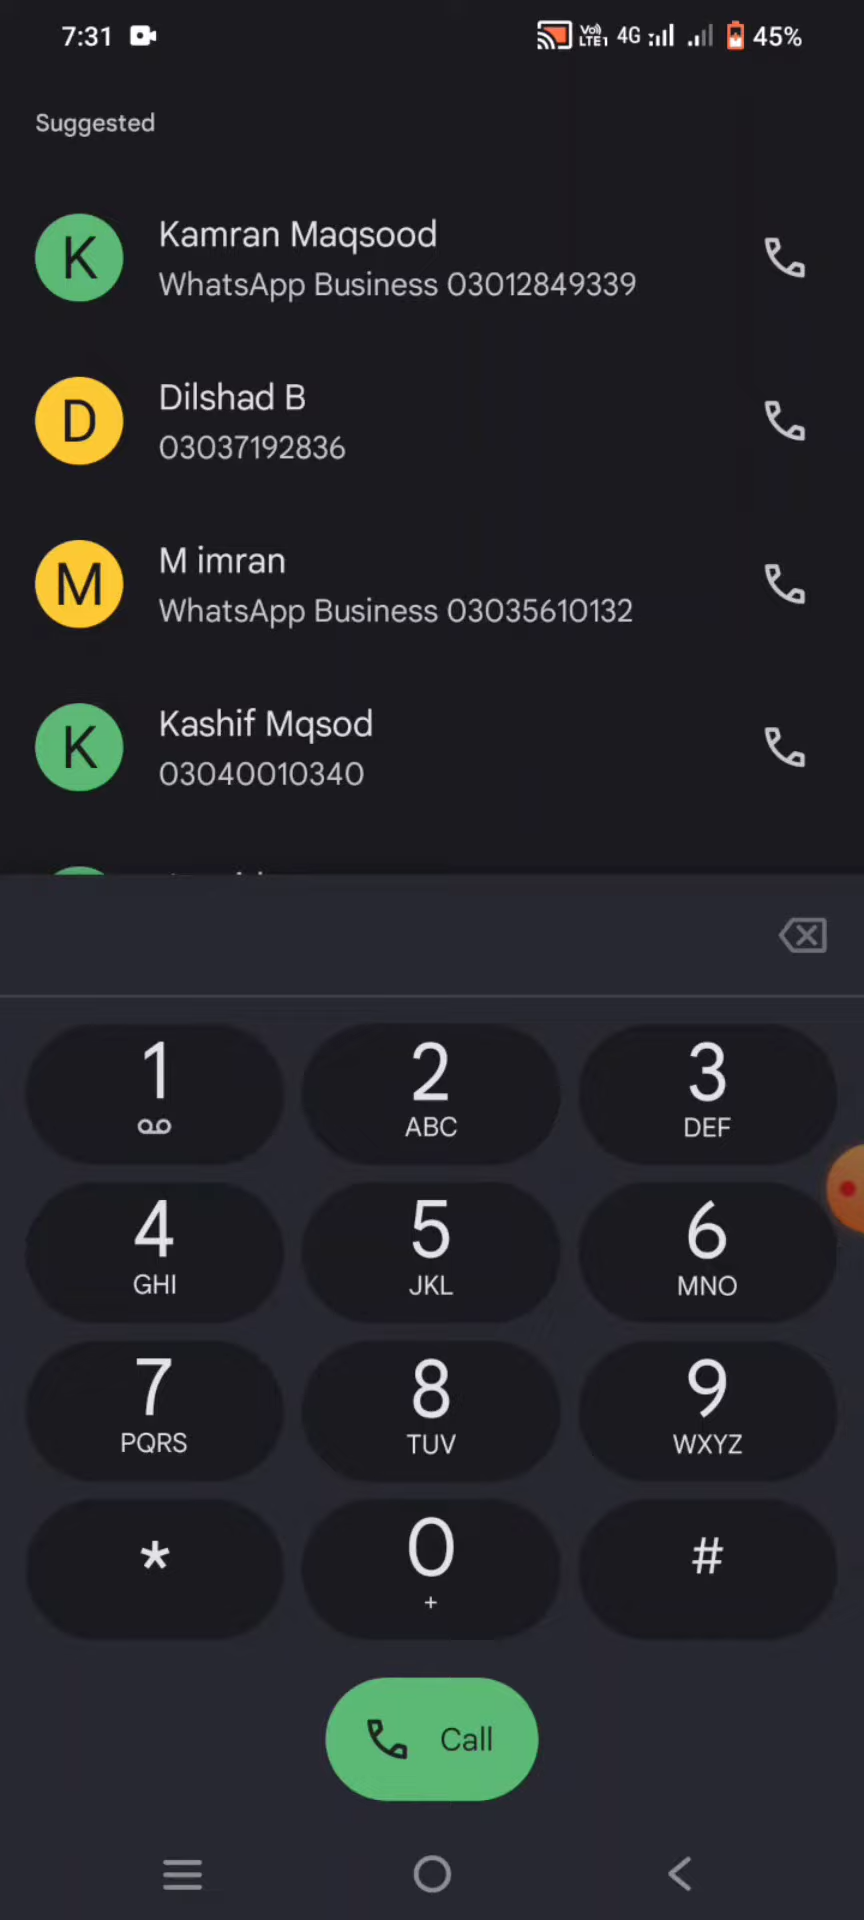 7:31 Vo) LTE1 4G 45%
Suggested
K
Kamran Maqsood
WhatsApp Business 03012849339
D
Dilshad B
03037192836
M
M imran
WhatsApp Business 03035610132
K
Kashif Mqsod
03040010340
1 2 3
ABC DEF
4 5 6
GHI JKL MNO
7 8 9
PQRS TUV WXYZ
* 0 #
+
Call